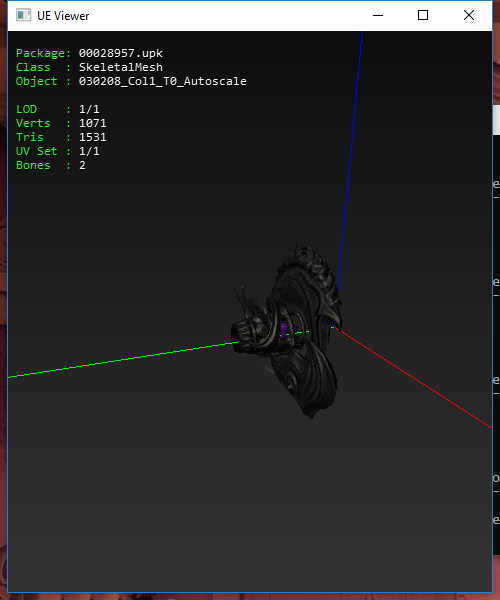 UE Viewer
Package: 00028957.upk
Class  : SkeletalMesh
Object : 030208_Col1_T0_Autoscale
LOD    : 1/1
Verts  : 1071
Tris   : 1531
UV Set : 1/1
Bones  : 2